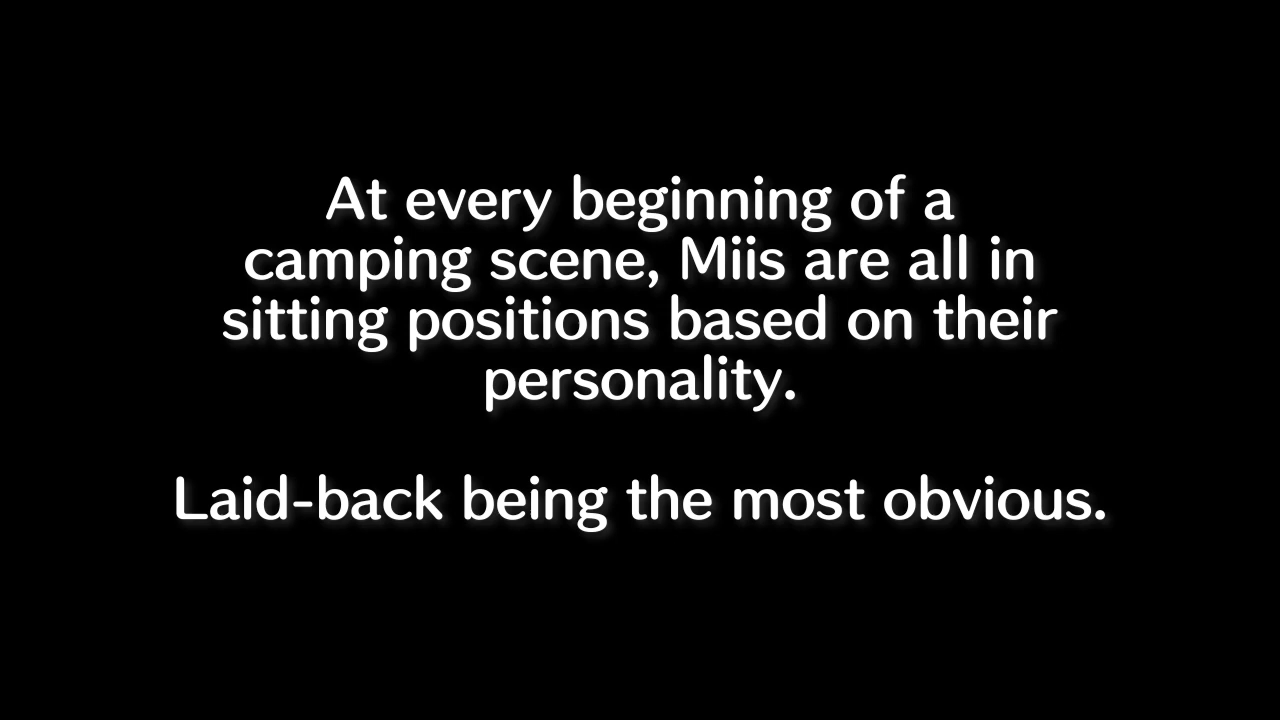 At every beginning of a
camping scene, Miis are all in
sitting positions based on their
personality.
Laid-back being the most obvious.